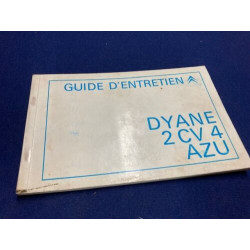 GUIDE D'ENTRETIEN
DYANE
2 CV 4
AZU